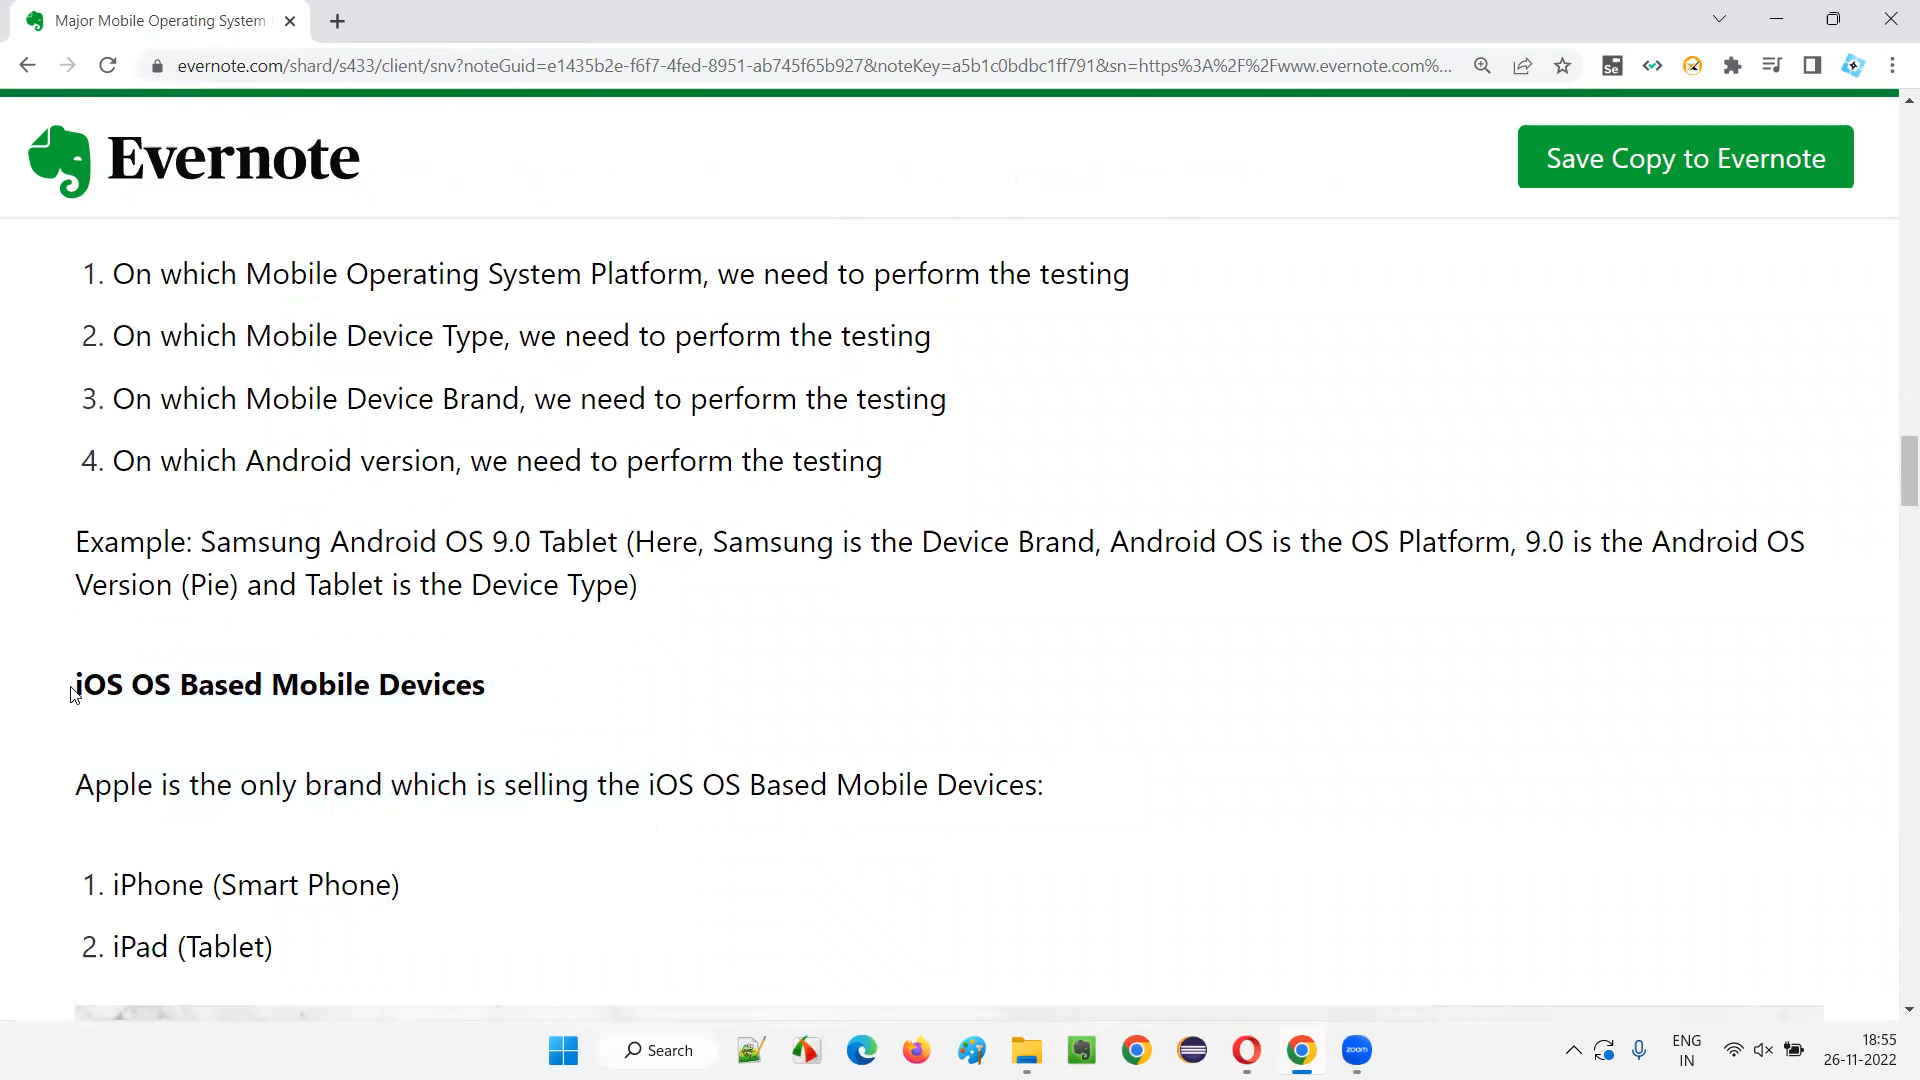 Major Mobile Operating System
evernote.com/shard/s433/client/snv?noteGuid=e1435b2e-f6f7-4fed-8951-ab745f65b927&noteKey=a5b1c0bdbc1ff791&sn=https%3A%2F%2Fwww.evernote.com%...
Se
Evernote
Save Copy to Evernote
1. On which Mobile Operating System Platform, we need to perform the testing
2. On which Mobile Device Type, we need to perform the testing
3. On which Mobile Device Brand, we need to perform the testing
4. On which Android version, we need to perform the testing
Example: Samsung Android OS 9.0 Tablet (Here, Samsung is the Device Brand, Android OS is the OS Platform, 9.0 is the Android OS
Version (Pie) and Tablet is the Device Type)
iOS OS Based Mobile Devices
Apple is the only brand which is selling the iOS OS Based Mobile Devices:
1. iPhone (Smart Phone)
2. iPad (Tablet)
Search
zoom
ENG
IN
18:55
26-11-2022